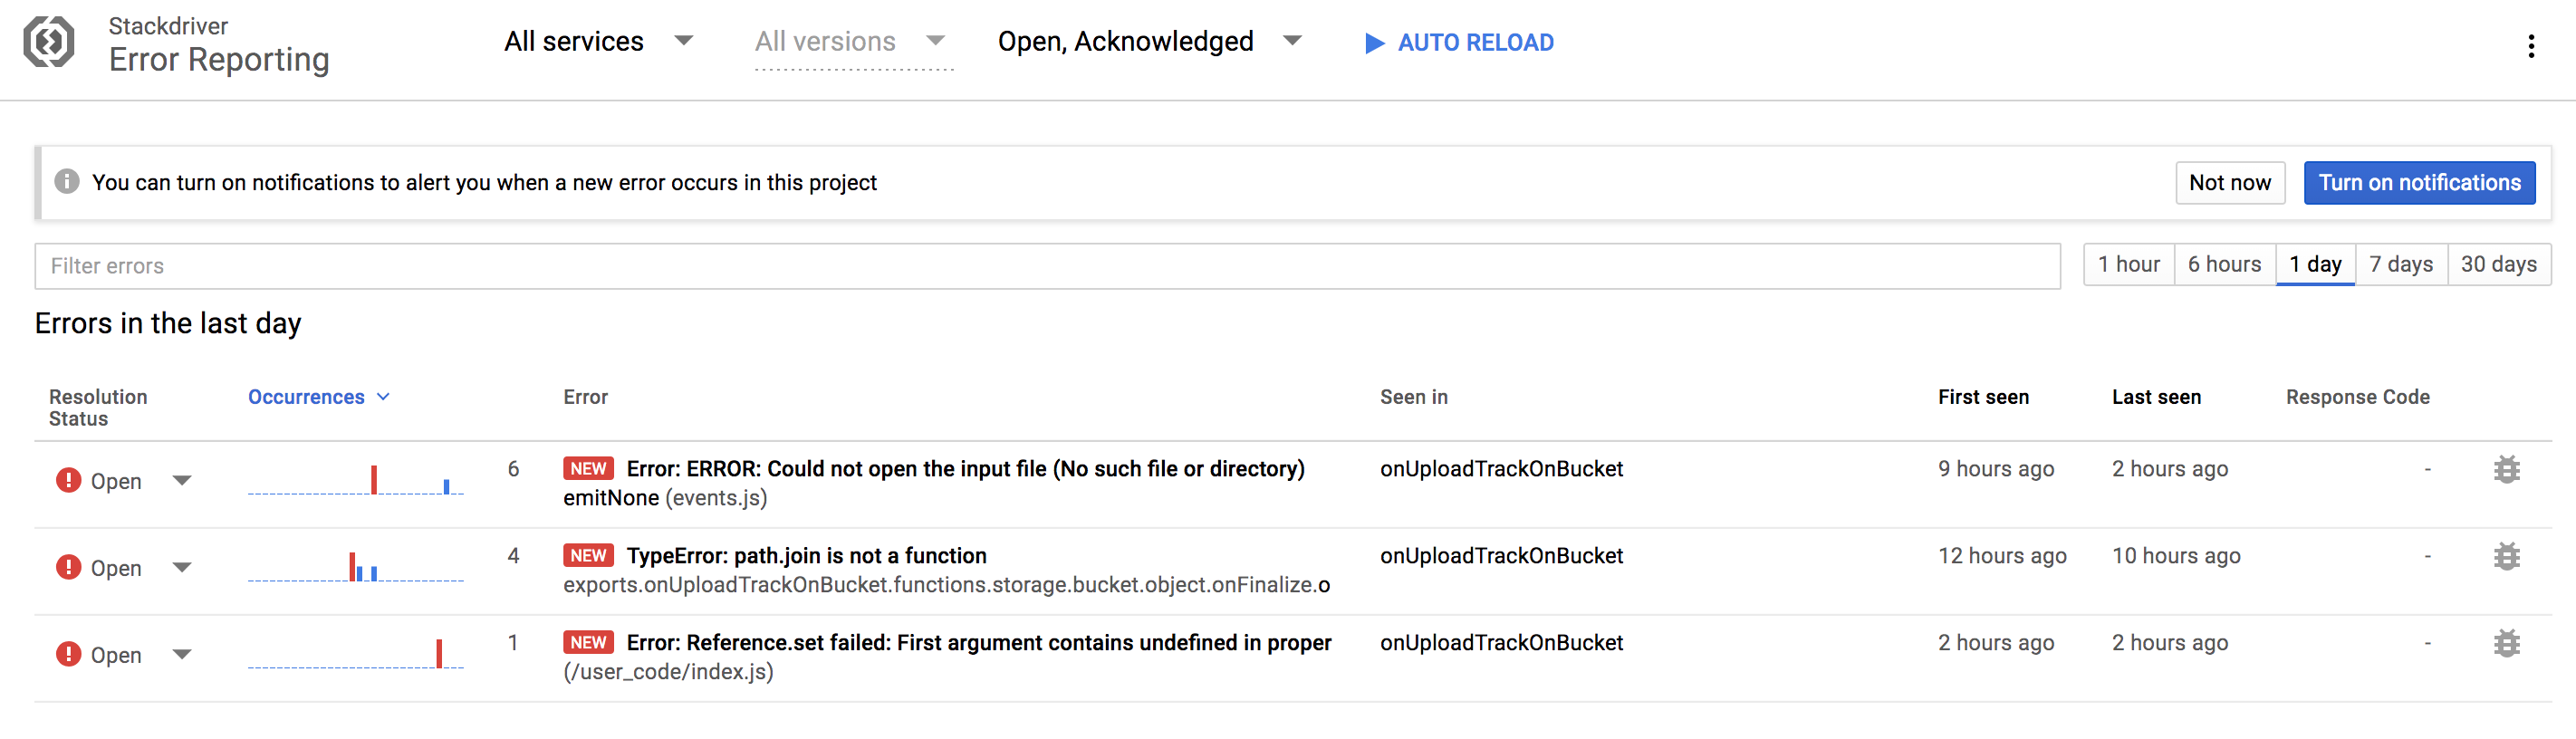 Stackdriver
Error Reporting
All services
All versions
Open, Acknowledged
AUTO RELOAD
You can turn on notifications to alert you when a new error occurs in this project
Not now
Turn on notifications
Filter errors
1 hour
6 hours
1 day
7 days
30 days
Errors in the last day
Resolution
Status
Occurrences
Error
Seen in
First seen
Last seen
Response Code
Open
6
NEW Error: ERROR: Could not open the input file (No such file or directory)
emitNone (events.js)
onUploadTrackOnBucket
9 hours ago
2 hours ago
-
Open
4
NEW TypeError: path.join is not a function
exports.onUploadTrackOnBucket.functions.storage.bucket.object.onFinalize.o
onUploadTrackOnBucket
12 hours ago
10 hours ago
-
Open
1
NEW Error: Reference.set failed: First argument contains undefined in proper
(/user_code/index.js)
onUploadTrackOnBucket
2 hours ago
2 hours ago
-